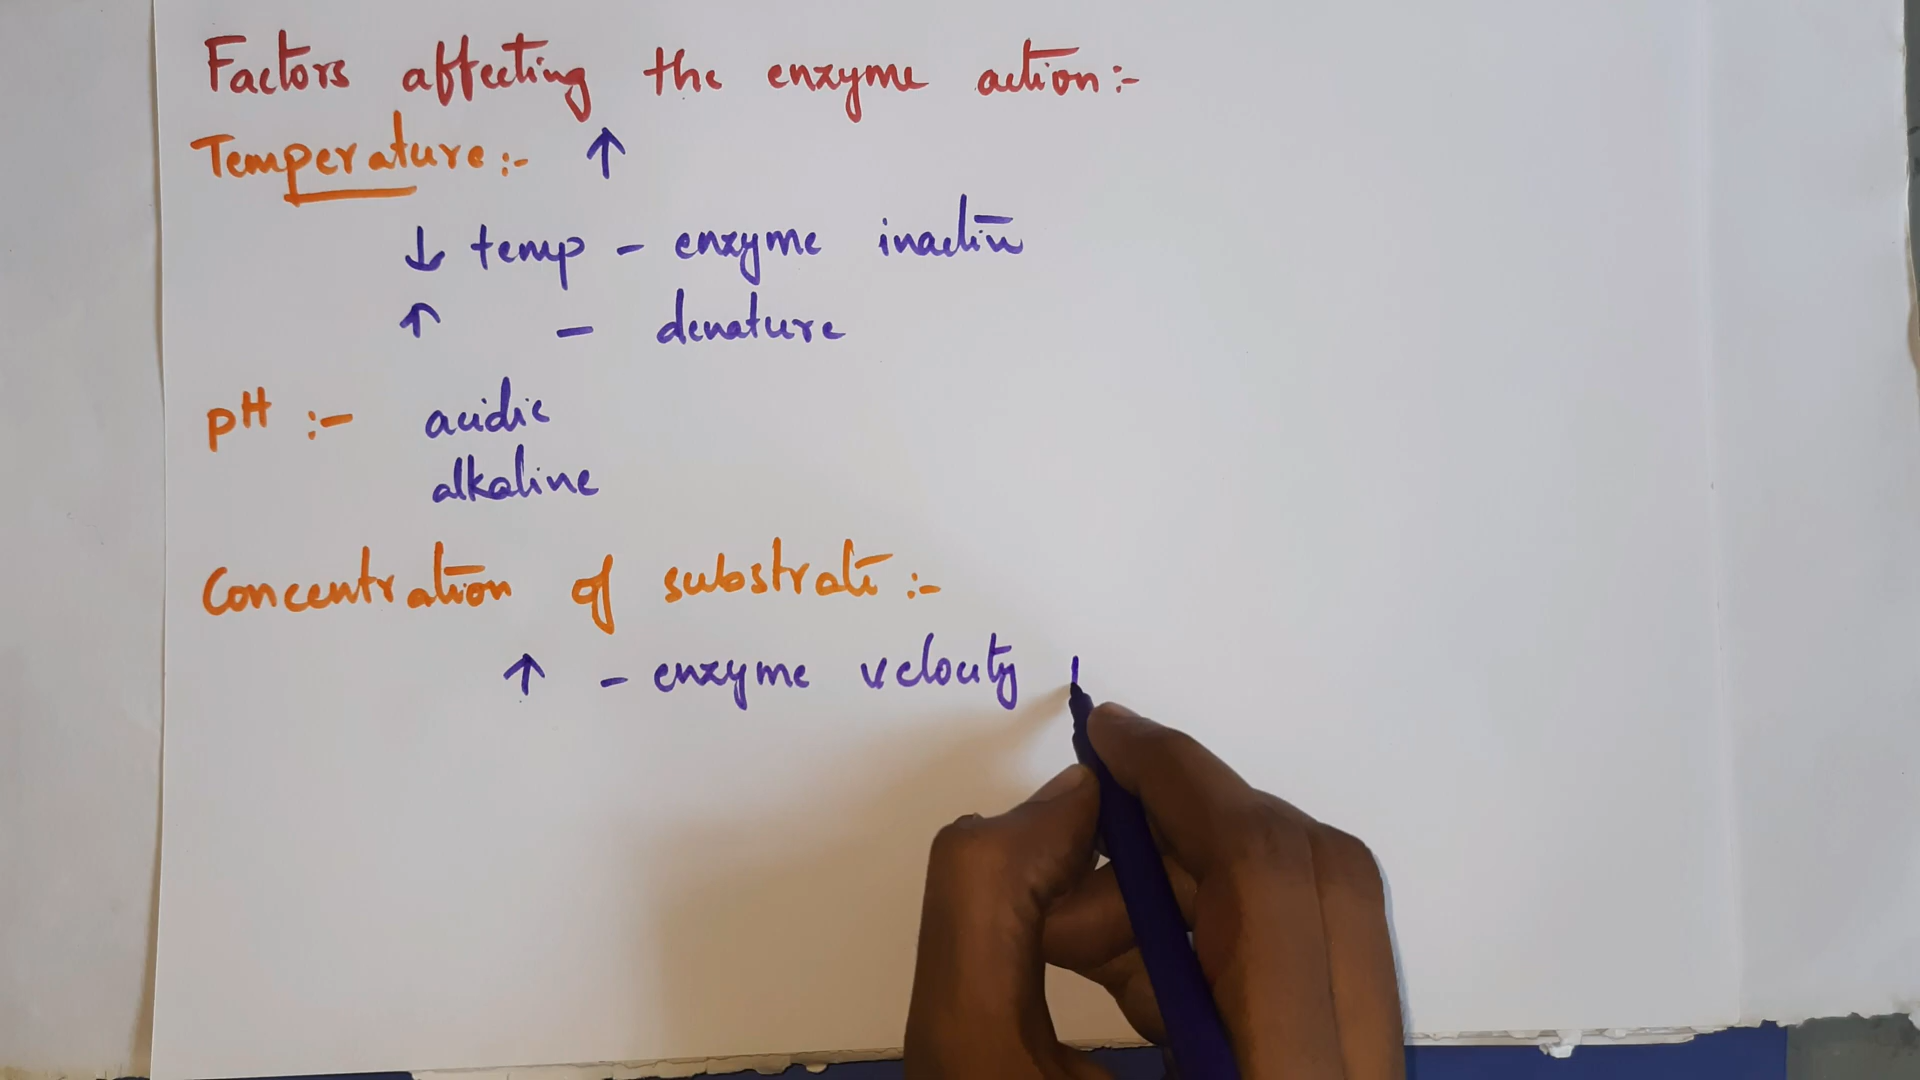 Factors affecting the enzyme action:-
Temperature:- ↑
↓ temp - enzyme inactive
↑ - denature
pH :- acidic
alkaline
Concentration of substrate:-
↑ - enzyme velocity